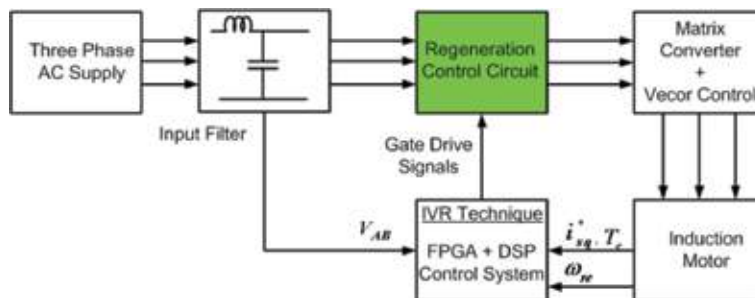 Three Phase
AC Supply
Input Filter
Regeneration
Control Circuit
Matrix
Converter
+
Vecor Control
Gate Drive
Signals
V_AB
IVR Technique
FPGA + DSP
Control System
i*_sq, T_e
ω_re
Induction
Motor